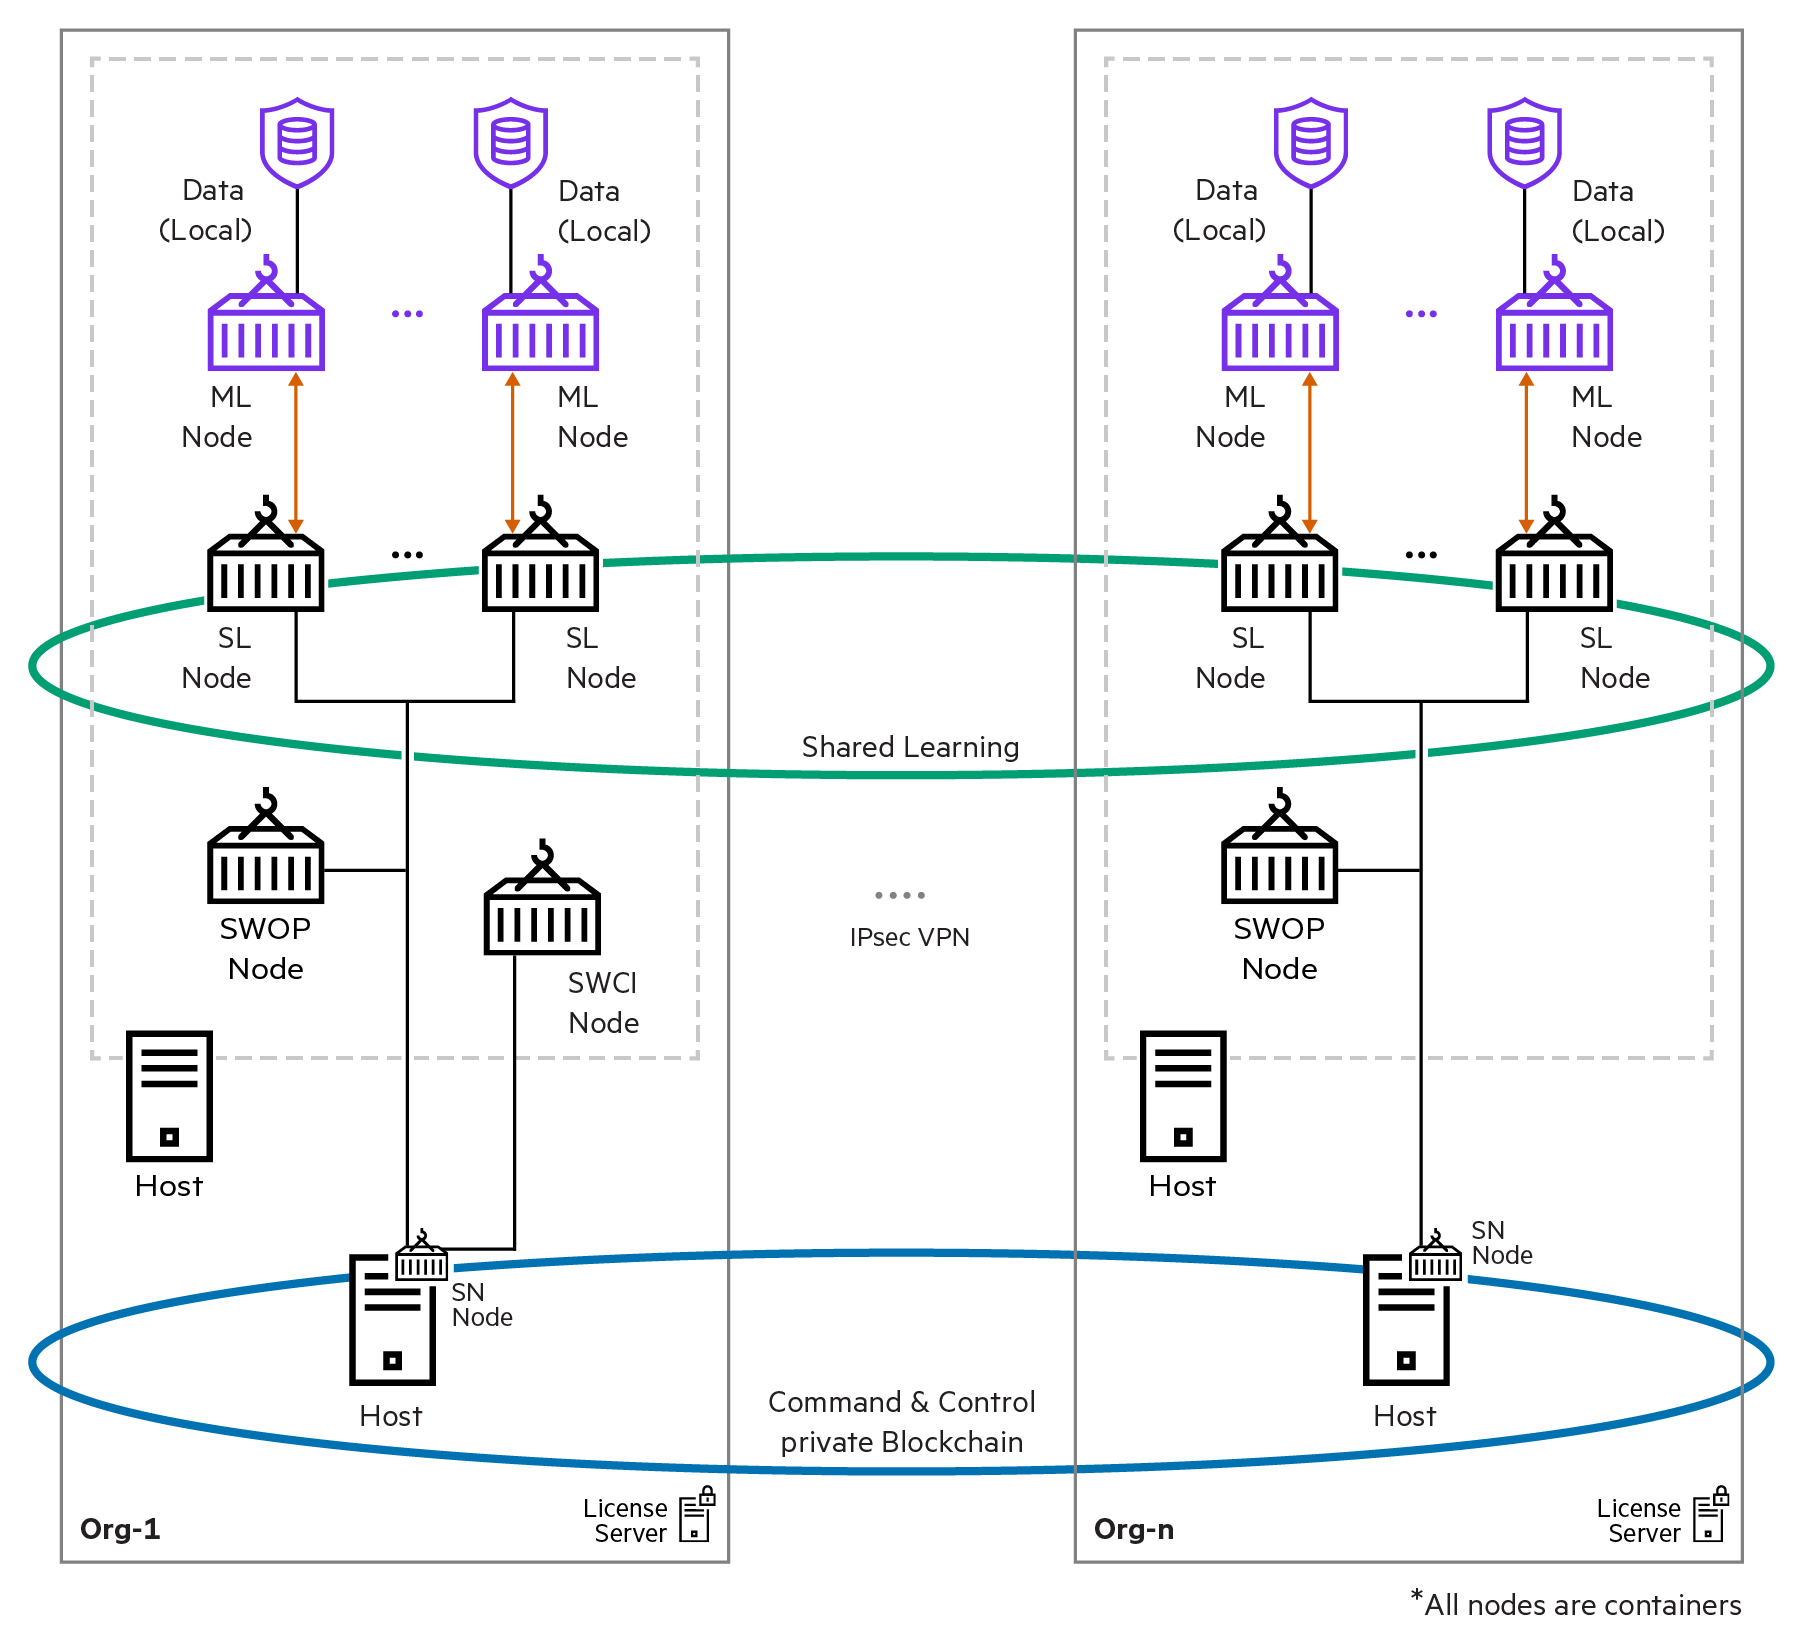 Data
(Local)
Data
(Local)
Data
(Local)
Data
(Local)
...
...
ML
Node
ML
Node
ML
Node
ML
Node
...
...
SL
Node
SL
Node
SL
Node
SL
Node
Shared Learning
SWOP
Node
SWCI
Node
....
IPsec VPN
SWOP
Node
Host
Host
SN
Node
SN
Node
Host
Host
Command & Control
private Blockchain
Org-1
License
Server
Org-n
License
Server
*All nodes are containers